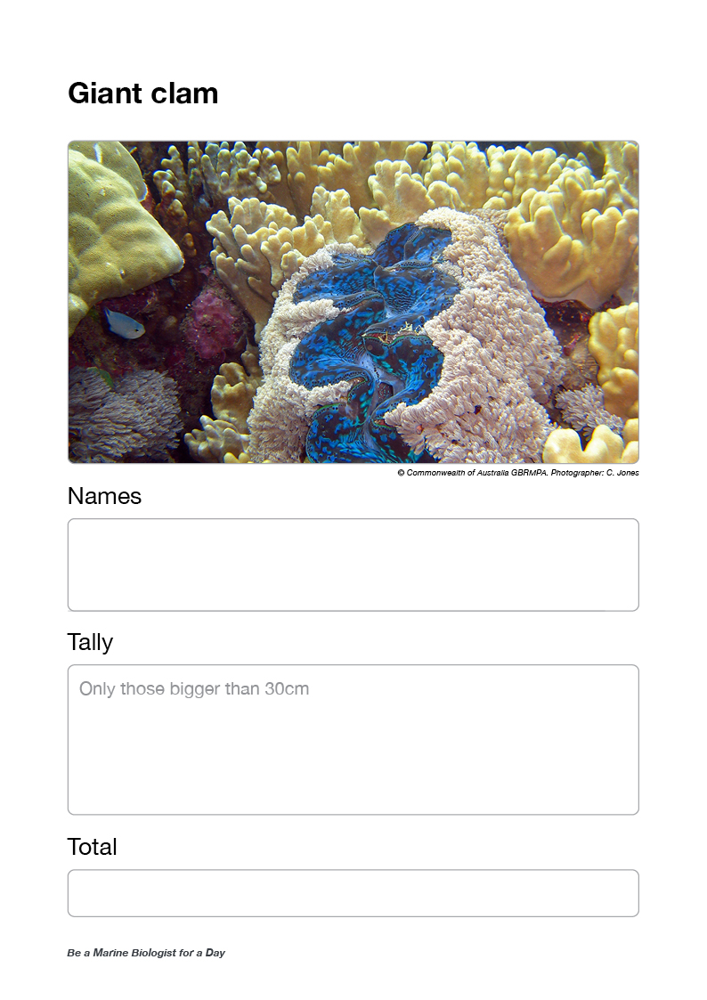 Giant clam
© Commonwealth of Australia GBRMPA. Photographer: C. Jones
Names
Tally
Only those bigger than 30cm
Total
Be a Marine Biologist for a Day